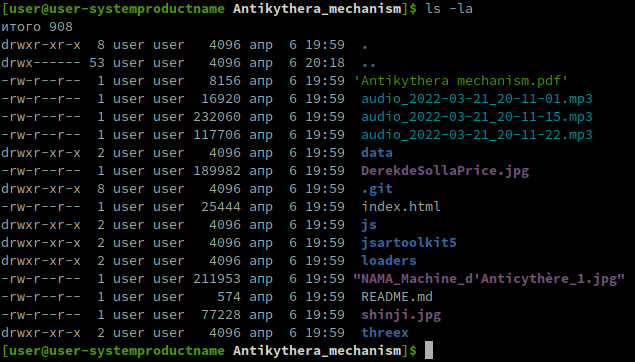 [user@user-systemproductname Antikythera_mechanism]$ ls -la
итого 908
drwxr-xr-x  8 user user   4096 апр  6 19:59 .
drwx------ 53 user user   4096 апр  6 20:18 ..
-rw-r--r--  1 user user   8156 апр  6 19:59 'Antikythera mechanism.pdf'
-rw-r--r--  1 user user  16920 апр  6 19:59 audio_2022-03-21_20-11-01.mp3
-rw-r--r--  1 user user 232060 апр  6 19:59 audio_2022-03-21_20-11-15.mp3
-rw-r--r--  1 user user 117706 апр  6 19:59 audio_2022-03-21_20-11-22.mp3
drwxr-xr-x  2 user user   4096 апр  6 19:59 data
-rw-r--r--  1 user user 189982 апр  6 19:59 DerekdeSollaPrice.jpg
drwxr-xr-x  8 user user   4096 апр  6 19:59 .git
-rw-r--r--  1 user user  25444 апр  6 19:59 index.html
drwxr-xr-x  2 user user   4096 апр  6 19:59 js
drwxr-xr-x  2 user user   4096 апр  6 19:59 jsartoolkit5
drwxr-xr-x  2 user user   4096 апр  6 19:59 loaders
-rw-r--r--  1 user user 211953 апр  6 19:59 "NAMA_Machine_d'Anticythère_1.jpg"
-rw-r--r--  1 user user    574 апр  6 19:59 README.md
-rw-r--r--  1 user user  77228 апр  6 19:59 shinji.jpg
drwxr-xr-x  2 user user   4096 апр  6 19:59 threex
[user@user-systemproductname Antikythera_mechanism]$